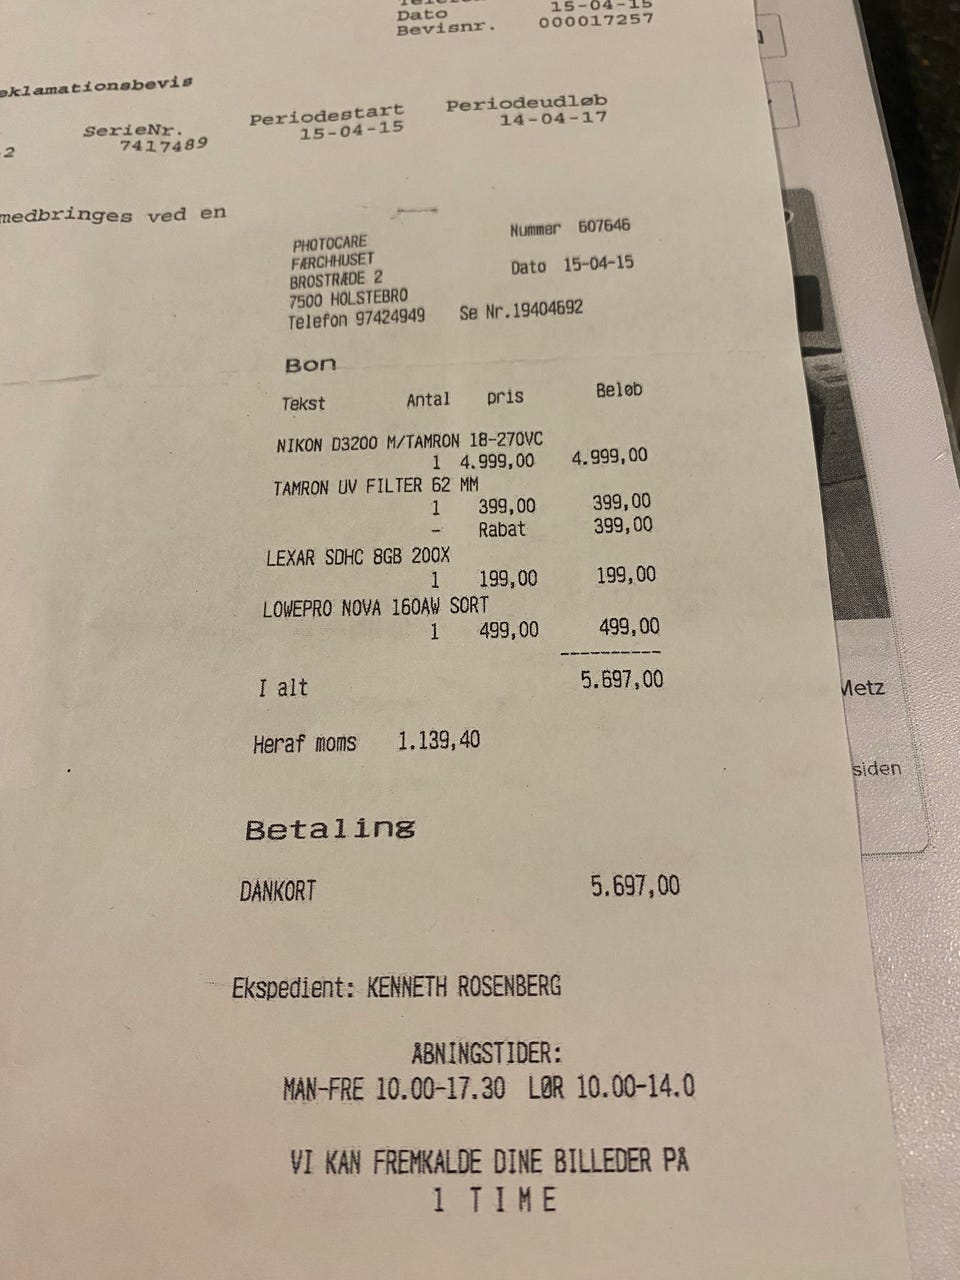 Dato 15-04-15
Bevisnr. 000017257
eklamationsbevis
SerieNr. Periodestart Periodeudløb
-2 7417489 15-04-15 14-04-17
medbringes ved en
PHOTOCARE Nummer 607646
FÆRCHHUSET
BROSTRÆDE 2 Dato 15-04-15
7500 HOLSTEBRO
Telefon 97424949 Se Nr.19404692
Bon
Tekst Antal pris Beløb
NIKON D3200 M/TAMRON 18-270VC
1 4.999,00 4.999,00
TAMRON UV FILTER 62 MM
1 399,00 399,00
- Rabat 399,00
LEXAR SDHC 8GB 200X
1 199,00 199,00
LOWEPRO NOVA 160AW SORT
1 499,00 499,00
----------
I alt 5.697,00
Heraf moms 1.139,40
Betaling
DANKORT 5.697,00
Ekspedient: KENNETH ROSENBERG
ÅBNINGSTIDER:
MAN-FRE 10.00-17.30 LØR 10.00-14.0
VI KAN FREMKALDE DINE BILLEDER PÅ
1 T I M E
Metz
siden